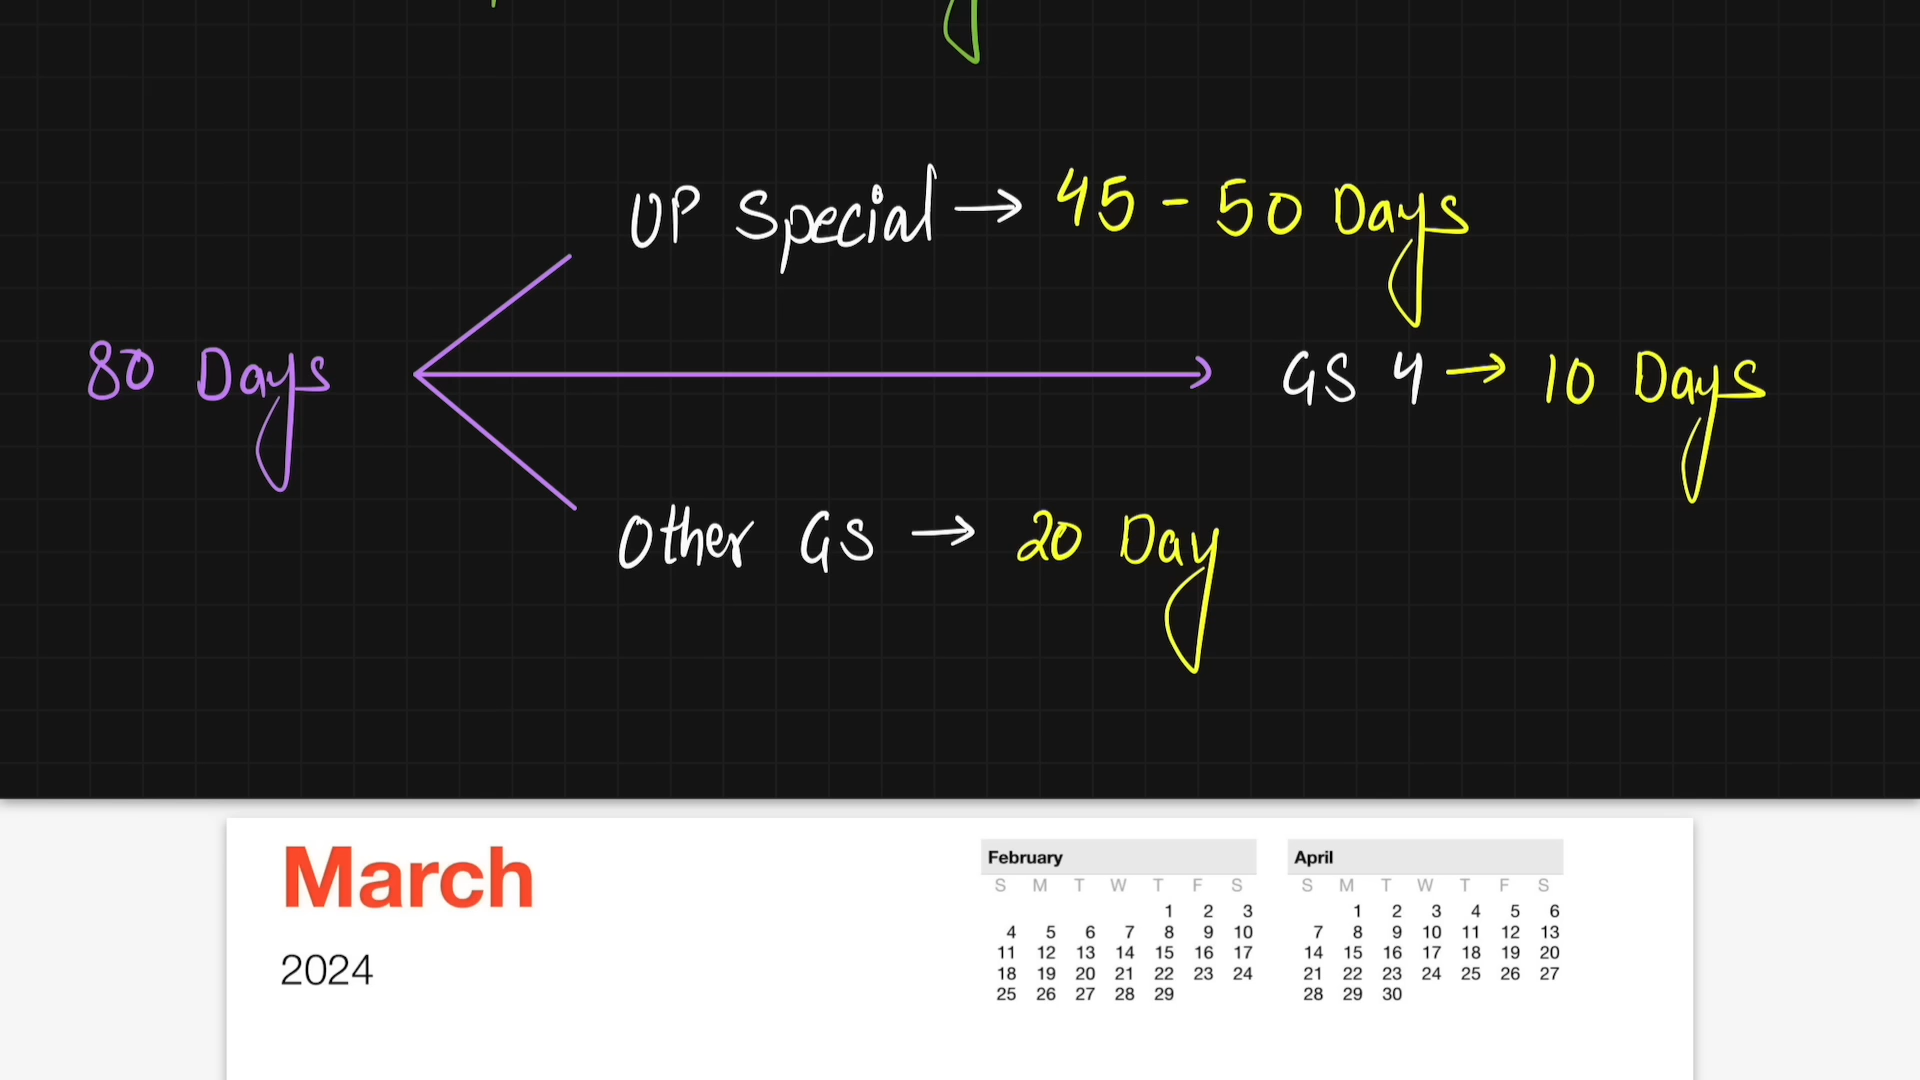 UP Special → 45 - 50 Days
80 Days
GS 4 → 10 Days
Other GS → 20 Day
March
2024
February
S M T W T F S
1 2 3
4 5 6 7 8 9 10
11 12 13 14 15 16 17
18 19 20 21 22 23 24
25 26 27 28 29
April
S M T W T F S
1 2 3 4 5 6
7 8 9 10 11 12 13
14 15 16 17 18 19 20
21 22 23 24 25 26 27
28 29 30